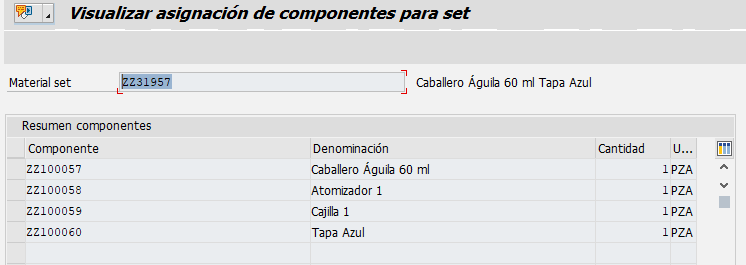 Visualizar asignación de componentes para set
Material set ZZ31957 Caballero Águila 60 ml Tapa Azul
Resumen componentes
Componente Denominación Cantidad U...
ZZ100057 Caballero Águila 60 ml 1 PZA
ZZ100058 Atomizador 1 1 PZA
ZZ100059 Cajilla 1 1 PZA
ZZ100060 Tapa Azul 1 PZA